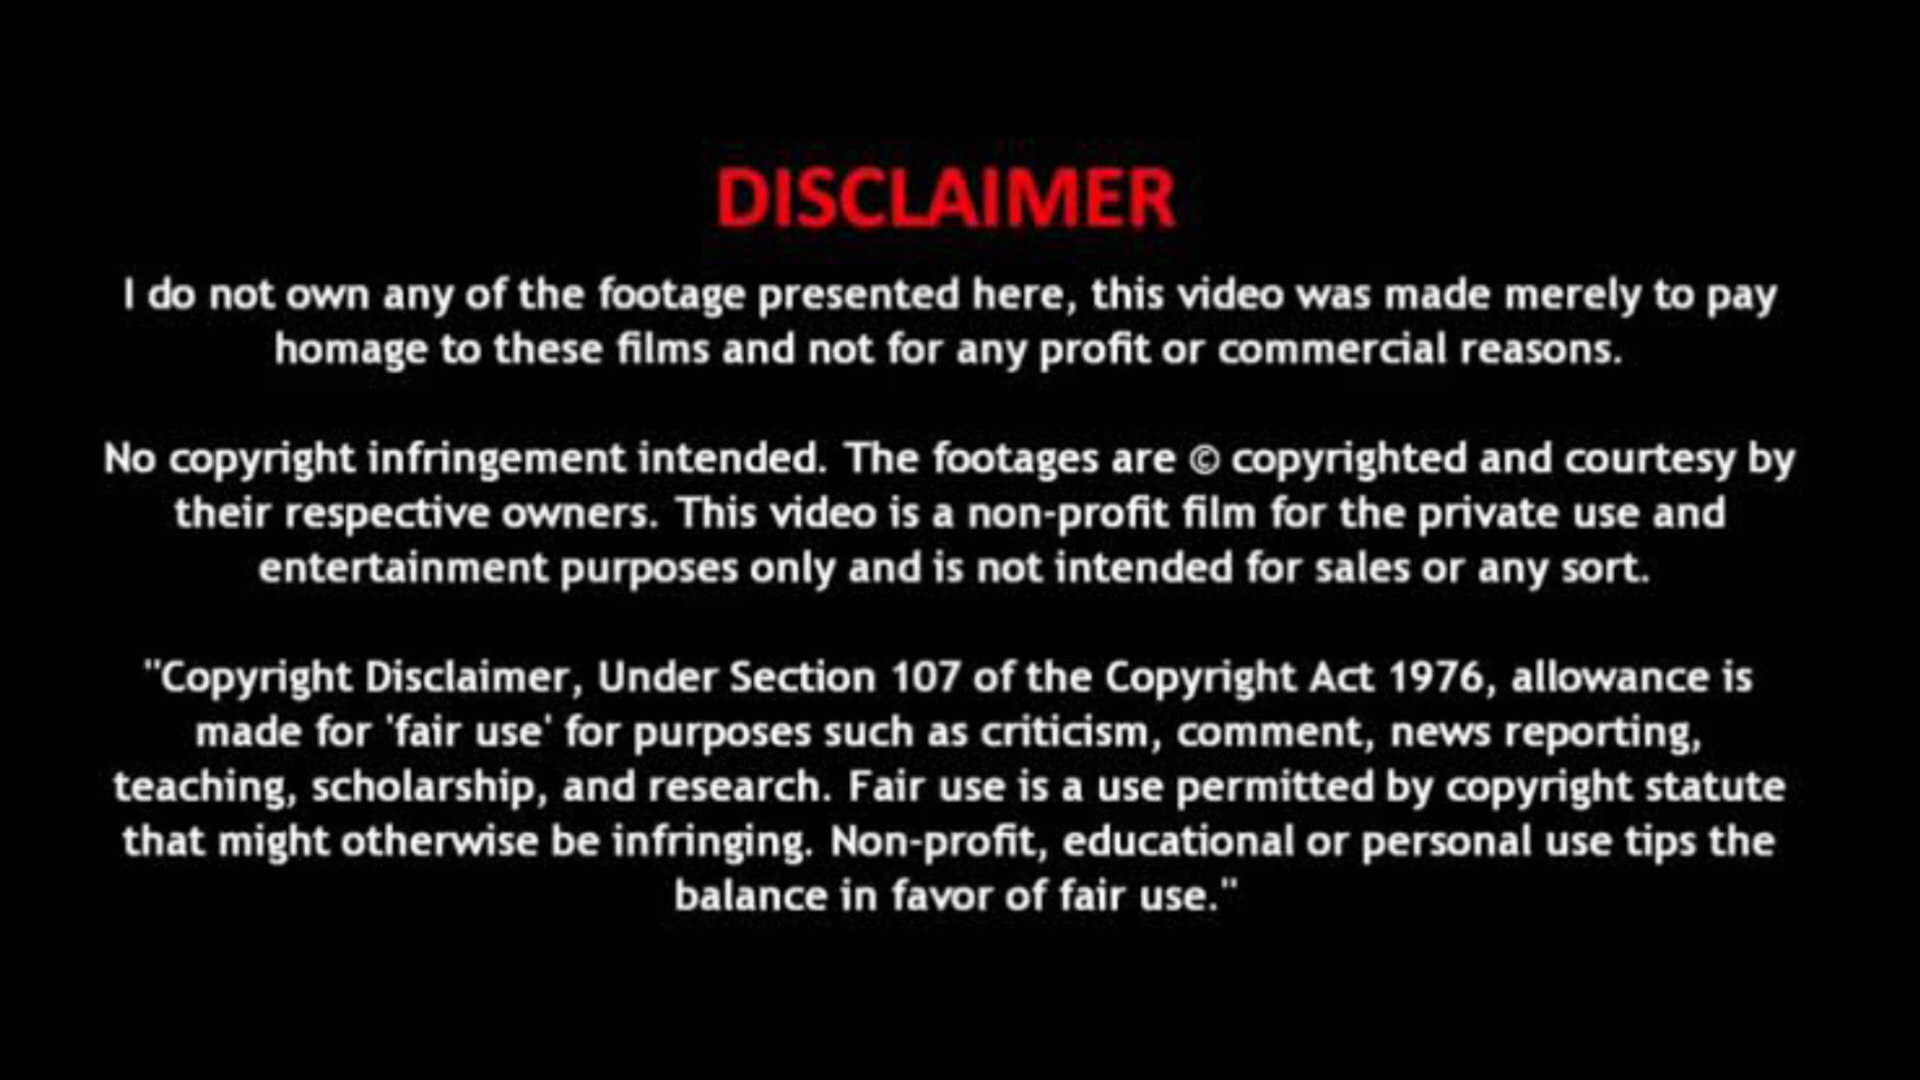 DISCLAIMER
I do not own any of the footage presented here, this video was made merely to pay
homage to these films and not for any profit or commercial reasons.
No copyright infringement intended. The footages are © copyrighted and courtesy by
their respective owners. This video is a non-profit film for the private use and
entertainment purposes only and is not intended for sales or any sort.
"Copyright Disclaimer, Under Section 107 of the Copyright Act 1976, allowance is
made for 'fair use' for purposes such as criticism, comment, news reporting,
teaching, scholarship, and research. Fair use is a use permitted by copyright statute
that might otherwise be infringing. Non-profit, educational or personal use tips the
balance in favor of fair use."